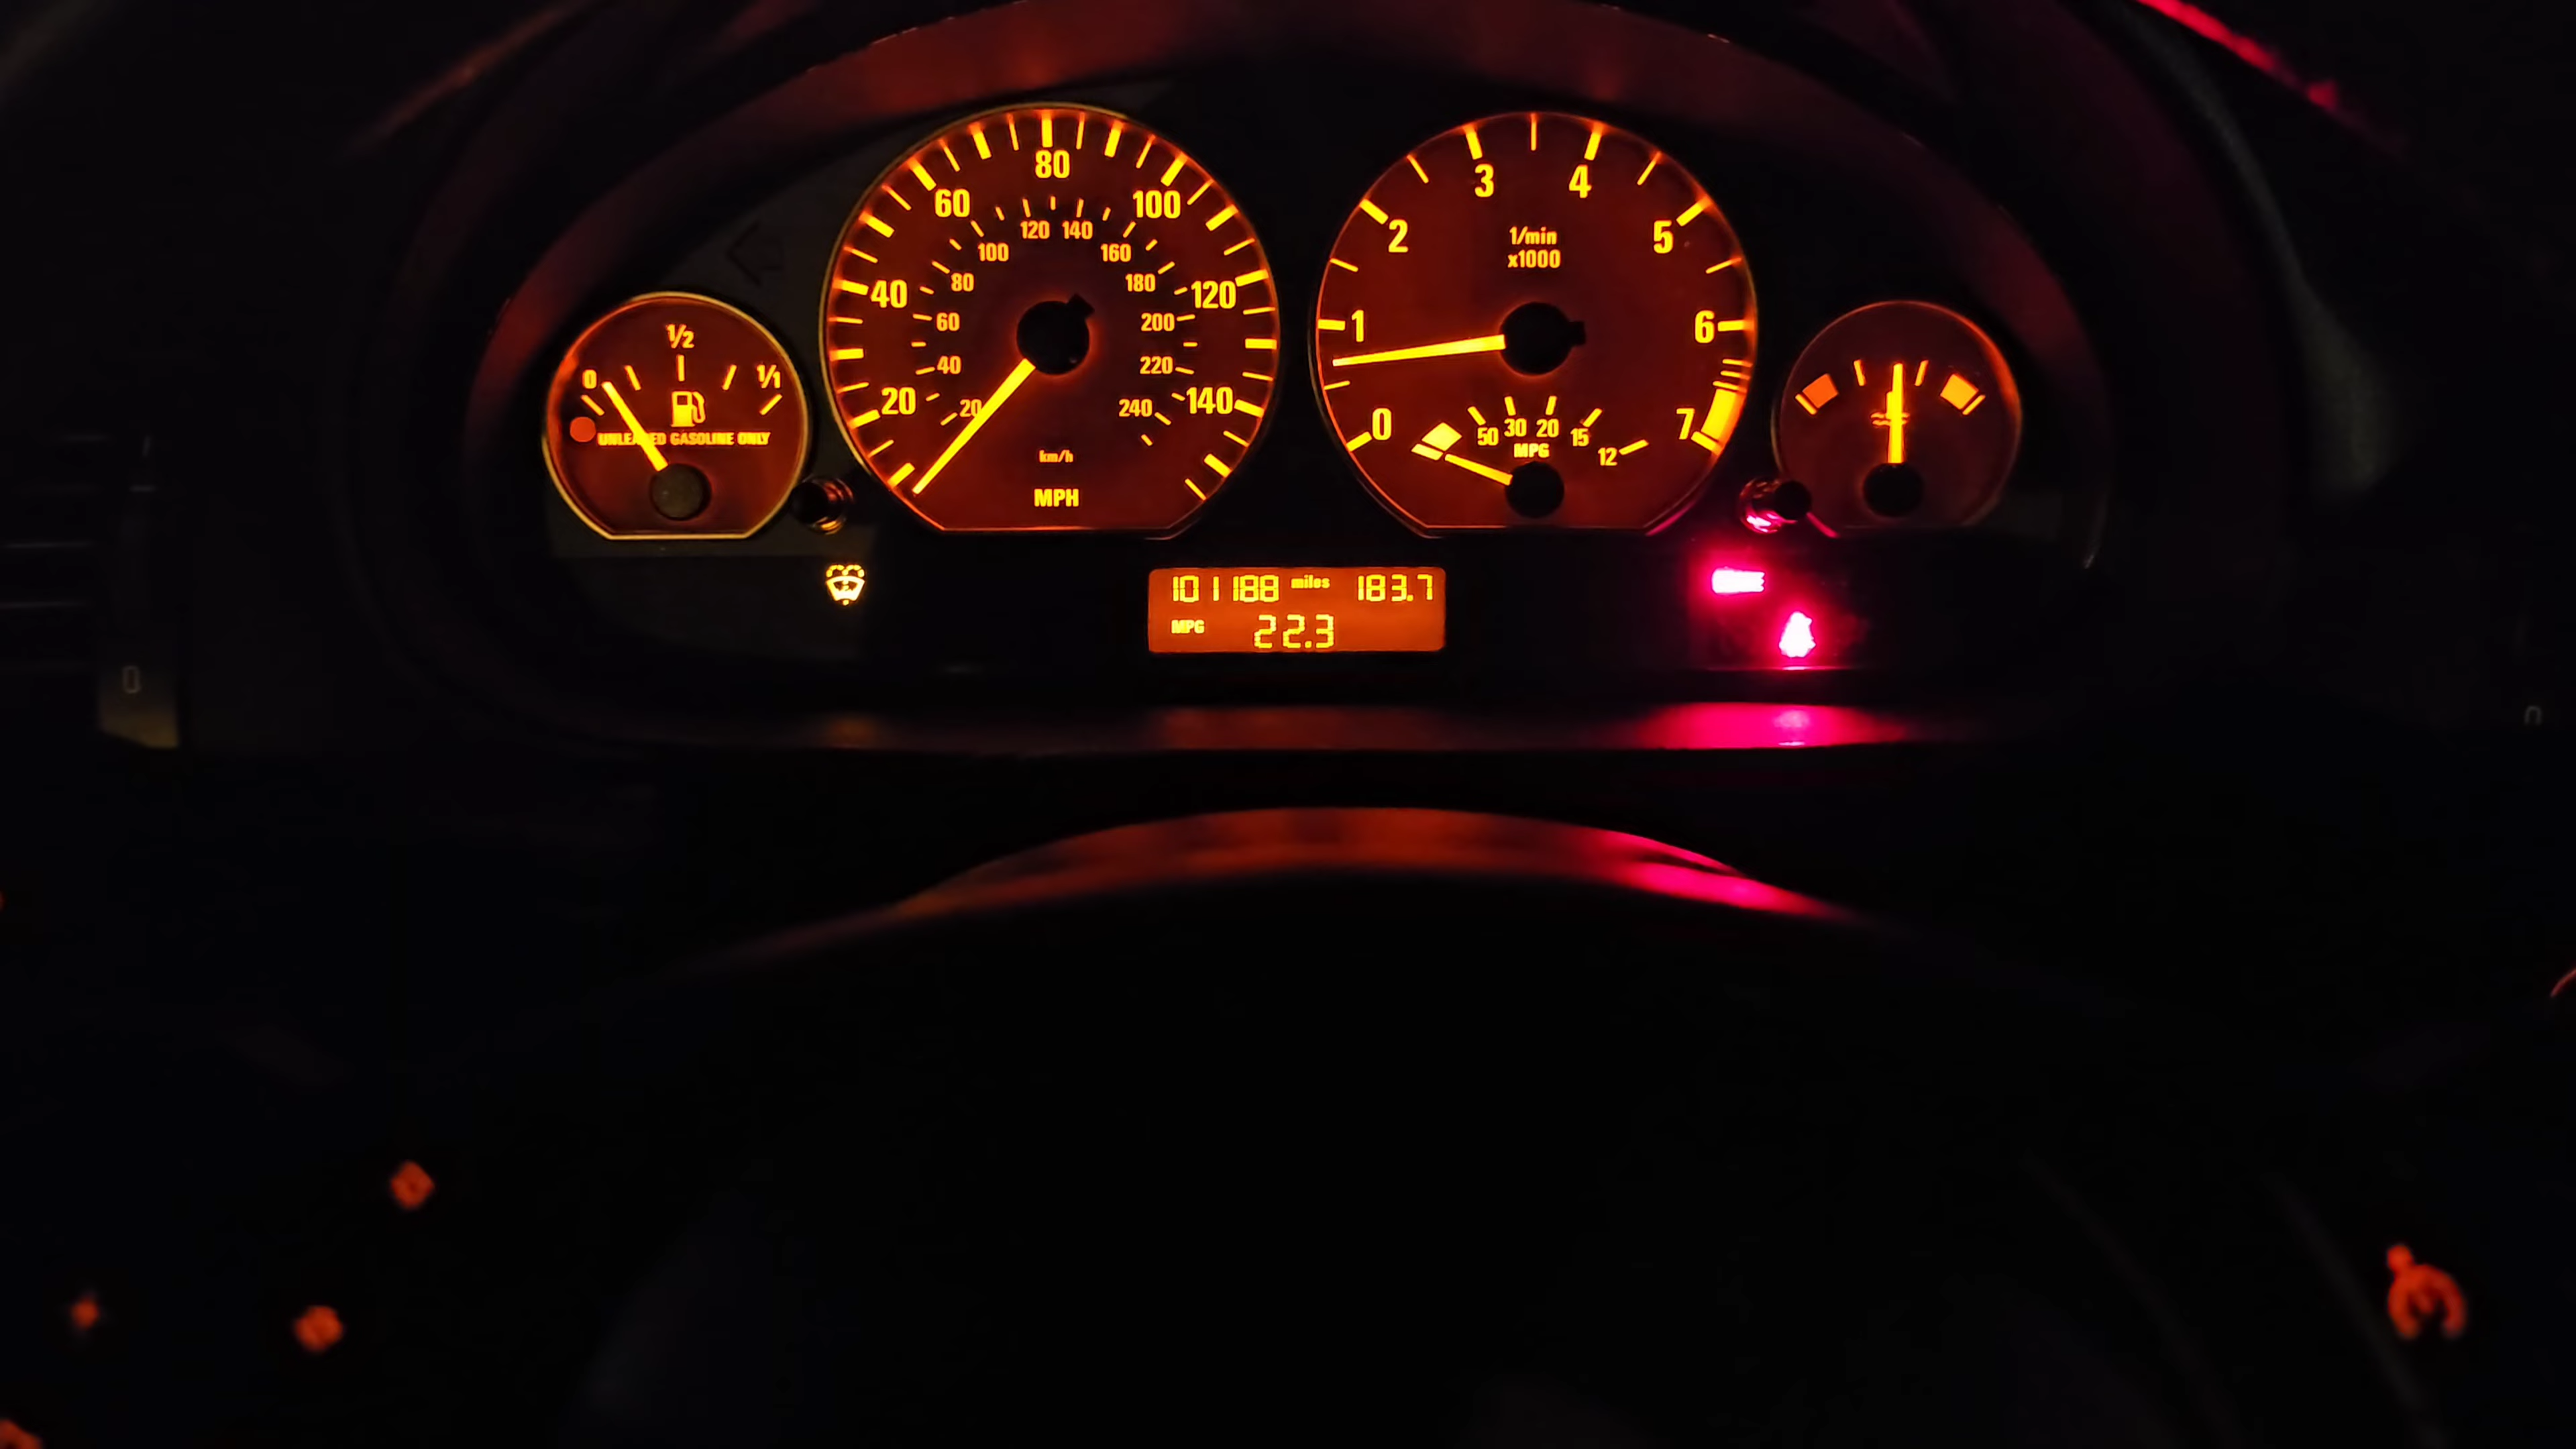 0 1/2 1/1
UNLEADED GASOLINE ONLY
20 40 60 80 100 120 140
20 40 60 80 100 120 140 160 180 200 220 240
km/h
MPH
0 1 2 3 4 5 6 7
1/min
x1000
50 30 20 15 12
MPG
101188 miles 183.7
MPG 22.3
0